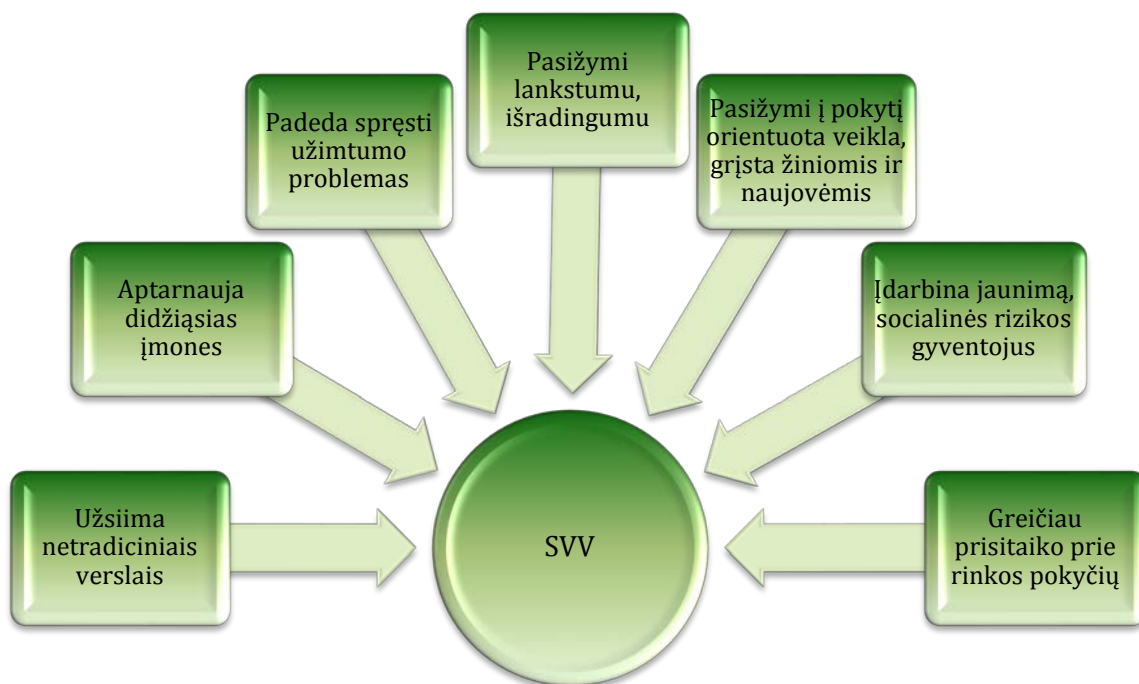 Pasižymi
lankstumu,
išradingumu
Padeda spręsti
užimtumo
problemas
Pasižymi į pokytį
orientuota veikla,
grįsta žiniomis ir
naujovėmis
Aptarnauja
didžiąsias
įmones
Įdarbina jaunimą,
socialinės rizikos
gyventojus
Užsiima
netradiciniais
verslais
SVV
Greičiau
prisitaiko prie
rinkos pokyčių